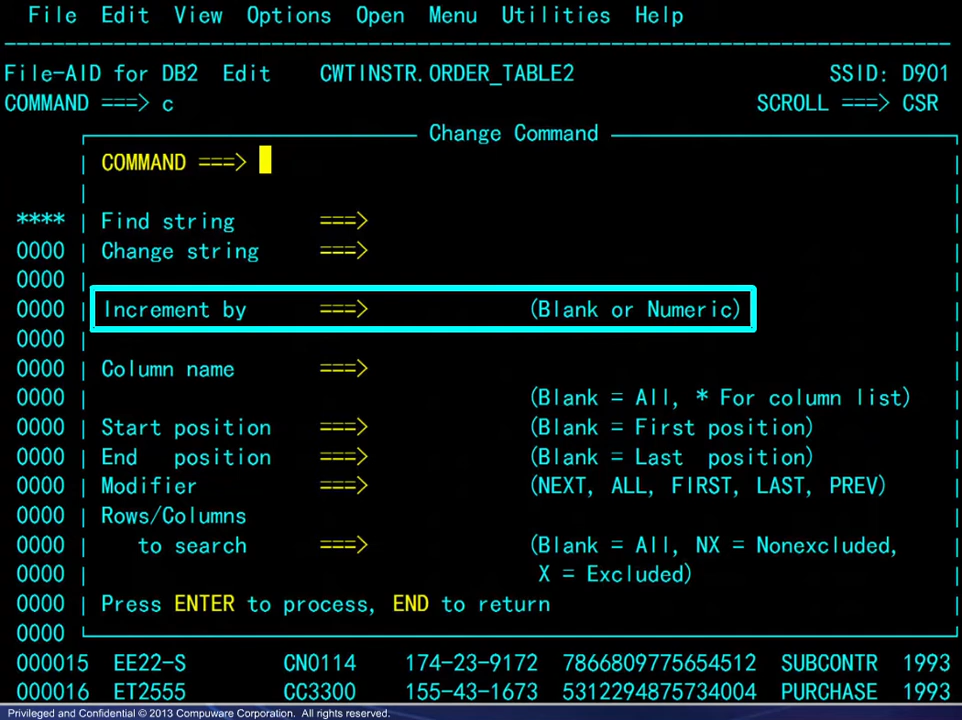 File Edit View Options Open Menu Utilities Help
File-AID for DB2 Edit CWTINSTR.ORDER_TABLE2 SSID: D901
COMMAND ===> c SCROLL ===> CSR
Change Command
COMMAND ===>
**** Find string ===>
0000 Change string ===>
0000
0000 Increment by ===> (Blank or Numeric)
0000
0000 Column name ===>
0000 (Blank = All, * For column list)
0000 Start position ===> (Blank = First position)
0000 End position ===> (Blank = Last position)
0000 Modifier ===> (NEXT, ALL, FIRST, LAST, PREV)
0000 Rows/Columns
0000 to search ===> (Blank = All, NX = Nonexcluded,
0000 X = Excluded)
0000 Press ENTER to process, END to return
0000
000015 EE22-S CN0114 174-23-9172 7866809775654512 SUBCONTR 1993
000016 ET2555 CC3300 155-43-1673 5312294875734004 PURCHASE 1993
Privileged and Confidential © 2013 Compuware Corporation. All rights reserved.